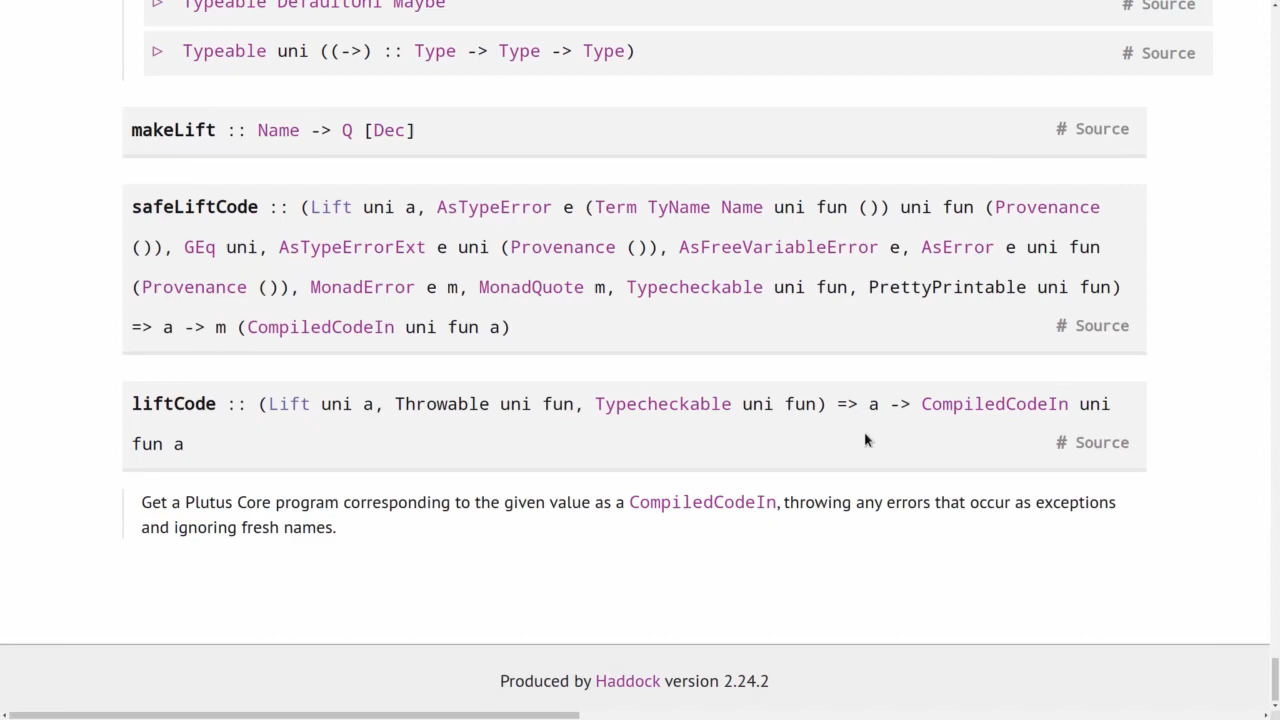 ▷ Typeable DefaultUni Maybe # Source
▷ Typeable uni ((->) :: Type -> Type -> Type) # Source
makeLift :: Name -> Q [Dec] # Source
safeLiftCode :: (Lift uni a, AsTypeError e (Term TyName Name uni fun ()) uni fun (Provenance
()), GEq uni, AsTypeErrorExt e uni (Provenance ()), AsFreeVariableError e, AsError e uni fun
(Provenance ()), MonadError e m, MonadQuote m, Typecheckable uni fun, PrettyPrintable uni fun)
=> a -> m (CompiledCodeIn uni fun a) # Source
liftCode :: (Lift uni a, Throwable uni fun, Typecheckable uni fun) => a -> CompiledCodeIn uni
fun a # Source
Get a Plutus Core program corresponding to the given value as a CompiledCodeIn, throwing any errors that occur as exceptions
and ignoring fresh names.
Produced by Haddock version 2.24.2